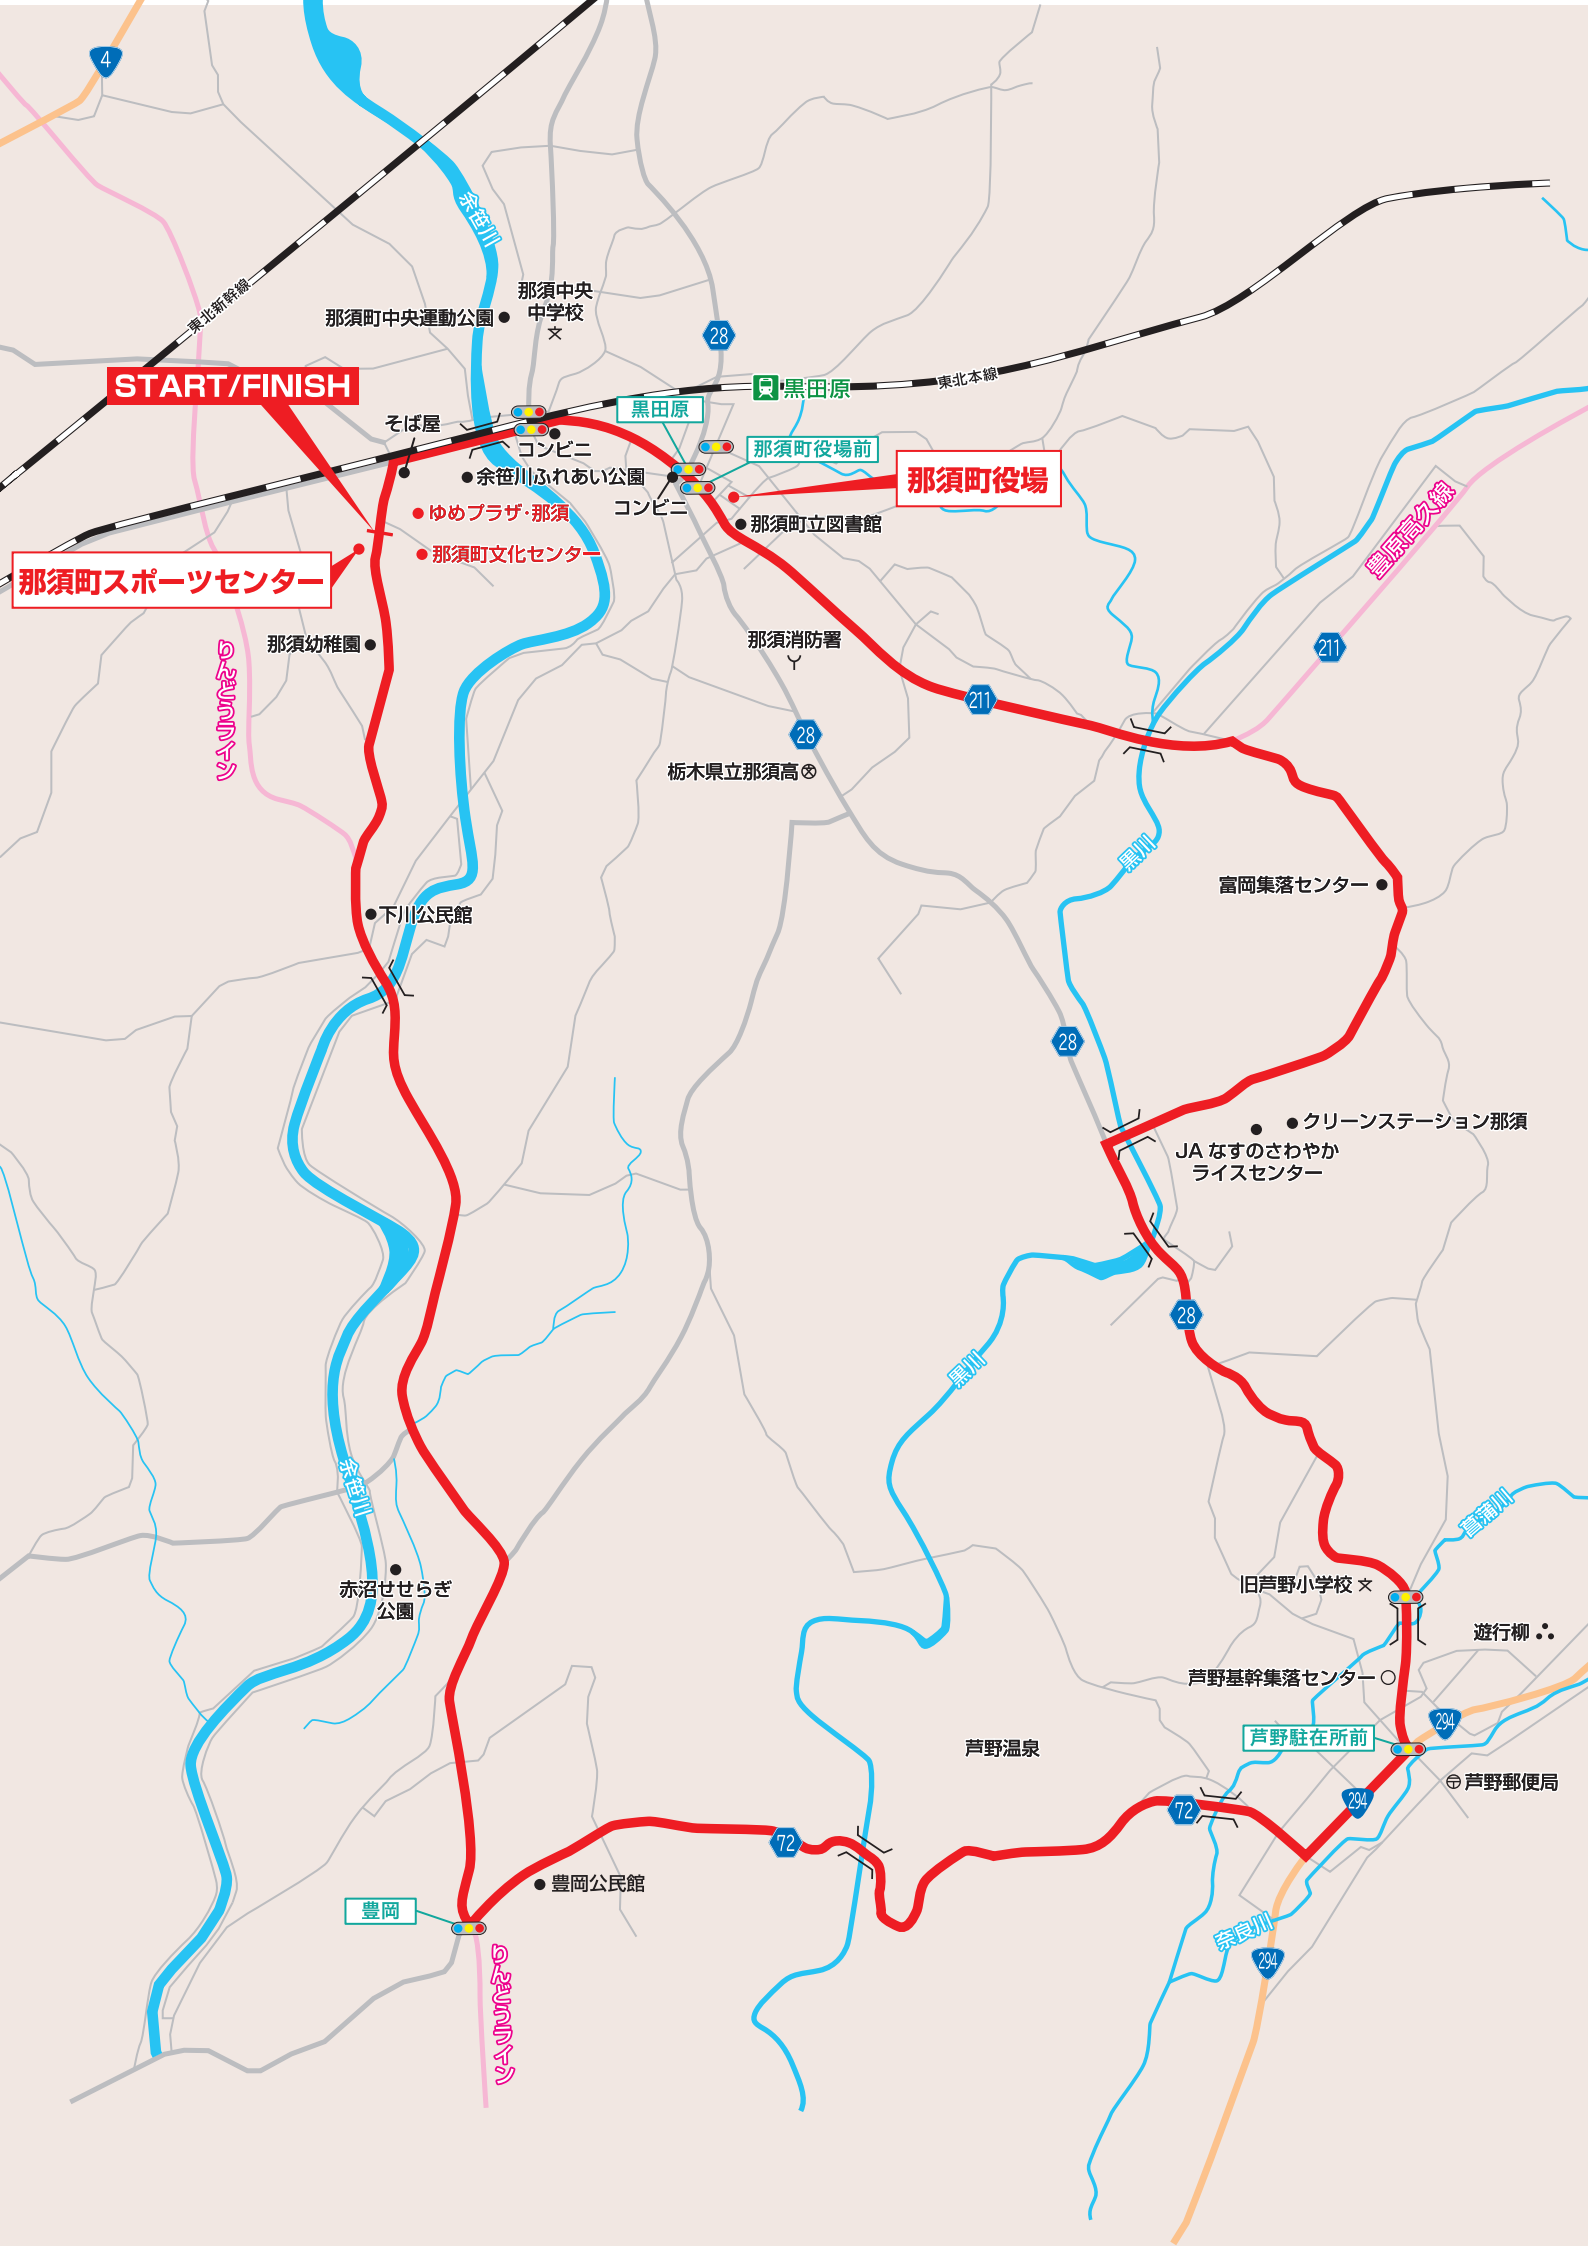 4
余笹川
東北新幹線
那須中央
中学校
那須町中央運動公園
28
START/FINISH
黒田原
東北本線
そば屋
黒田原
コンビニ
那須町役場前
余笹川ふれあい公園
那須町役場
コンビニ
ゆめプラザ・那須
那須町立図書館
豊原高久線
那須町文化センター
那須町スポーツセンター
那須幼稚園
りんどうライン
那須消防署
211
211
28
栃木県立那須高
黒川
富岡集落センター
下川公民館
28
クリーンステーション那須
JA なすのさわやか
ライスセンター
28
黒川
余笹川
菖蒲川
赤沼せせらぎ
公園
旧芦野小学校
遊行柳
芦野基幹集落センター
294
芦野駐在所前
芦野温泉
芦野郵便局
294
72
72
豊岡公民館
豊岡
奈良川
294
りんどうライン